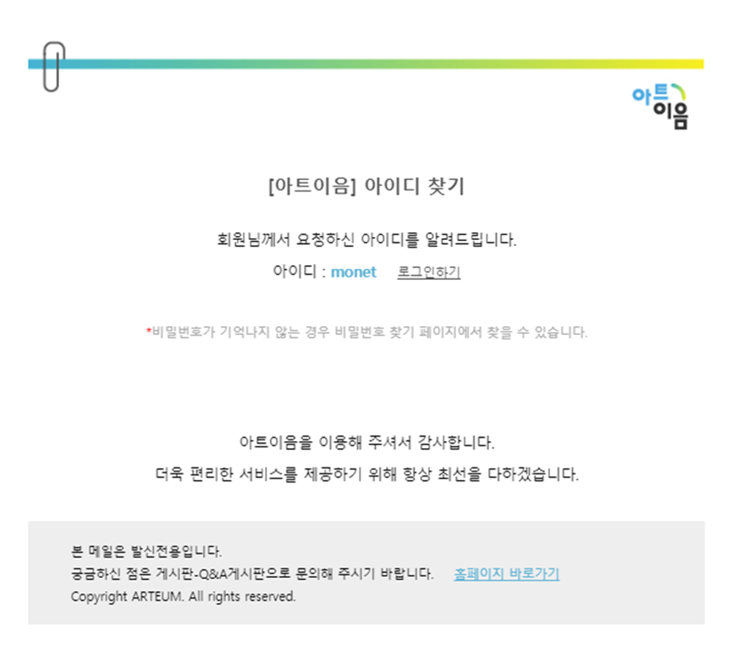 아트
이음
[아트이음] 아이디 찾기
회원님께서 요청하신 아이디를 알려드립니다.
아이디 : monet 로그인하기
*비밀번호가 기억나지 않는 경우 비밀번호 찾기 페이지에서 찾을 수 있습니다.
아트이음을 이용해 주셔서 감사합니다.
더욱 편리한 서비스를 제공하기 위해 항상 최선을 다하겠습니다.
본 메일은 발신전용입니다.
궁금하신 점은 게시판-Q&A게시판으로 문의해 주시기 바랍니다. 홈페이지 바로가기
Copyright ARTEUM. All rights reserved.